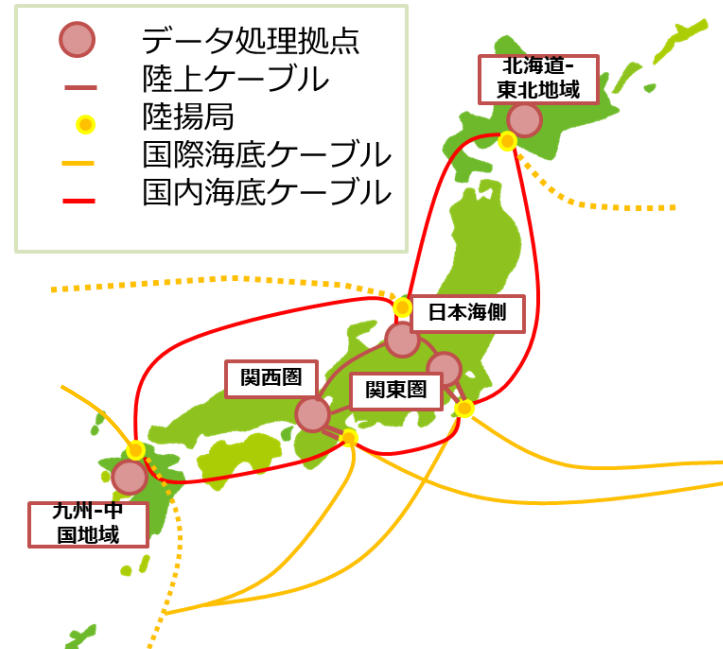 データ処理拠点
陸上ケーブル
陸揚局
国際海底ケーブル
国内海底ケーブル
北海道-
東北地域
日本海側
関西圏
関東圏
九州-中
国地域